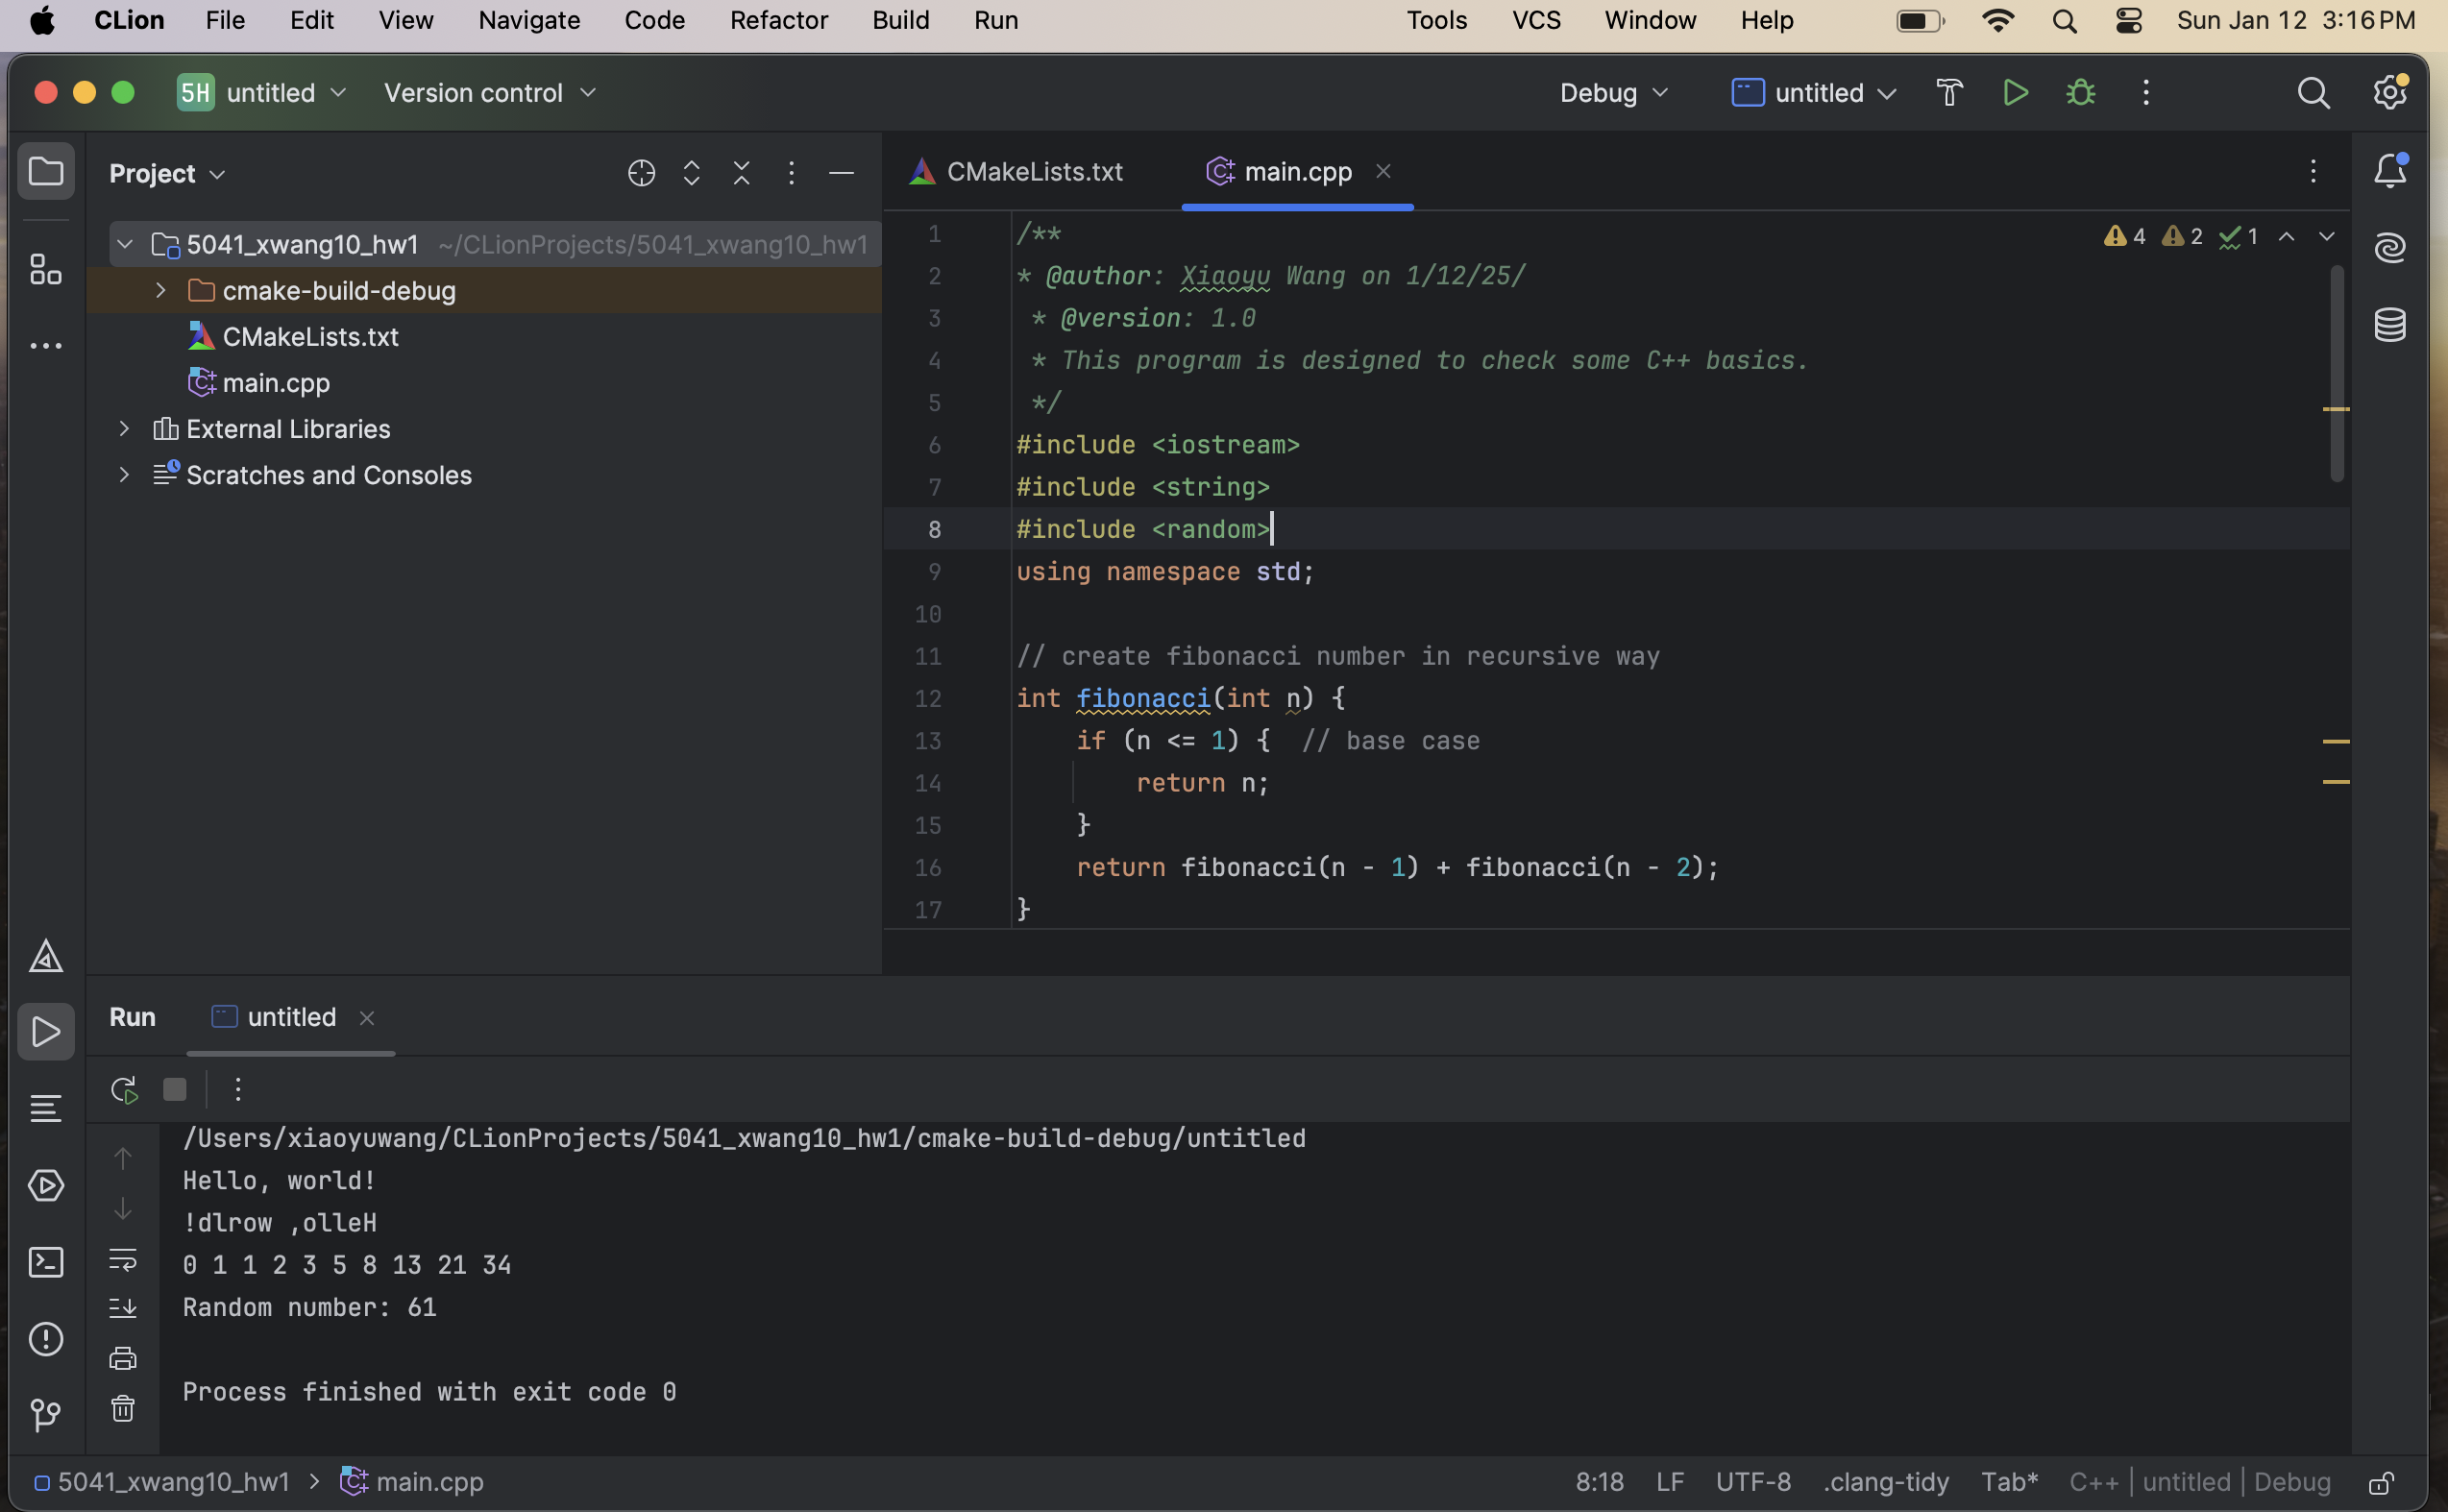 CLion File Edit View Navigate Code Refactor Build Run Tools VCS Window Help Sun Jan 12 3:16 PM
5H untitled Version control Debug untitled
Project
5041_xwang10_hw1 ~/CLionProjects/5041_xwang10_hw1
cmake-build-debug
CMakeLists.txt
main.cpp
External Libraries
Scratches and Consoles
CMakeLists.txt main.cpp
4 2 1
1 /**
2 * @author: Xiaoyu Wang on 1/12/25/
3  * @version: 1.0
4  * This program is designed to check some C++ basics.
5  */
6 #include <iostream>
7 #include <string>
8 #include <random>
9 using namespace std;
10
11 // create fibonacci number in recursive way
12 int fibonacci(int n) {
13     if (n <= 1) {  // base case
14         return n;
15     }
16     return fibonacci(n - 1) + fibonacci(n - 2);
17 }
Run untitled
/Users/xiaoyuwang/CLionProjects/5041_xwang10_hw1/cmake-build-debug/untitled
Hello, world!
!dlrow ,olleH
0 1 1 2 3 5 8 13 21 34
Random number: 61
Process finished with exit code 0
5041_xwang10_hw1 > main.cpp 8:18 LF UTF-8 .clang-tidy Tab* C++ | untitled | Debug